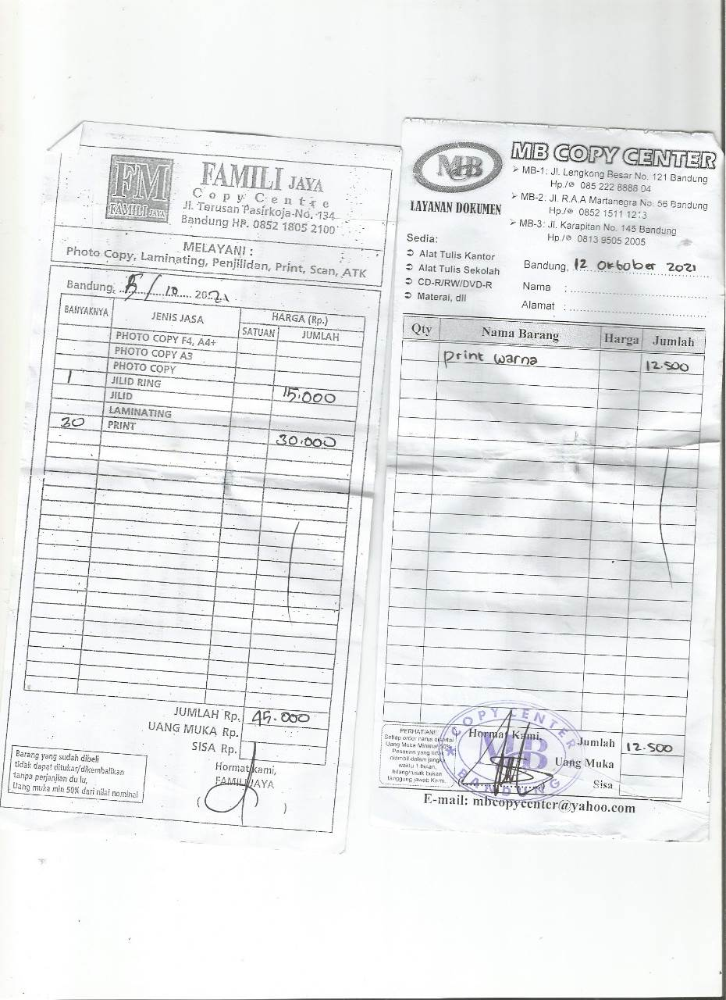 FM
FAMILI JAYA
FAMILI JAYA
Copy Centre
Jl. Terusan Pasirkoja No. 134
Bandung HP. 0852 1805 2100
MELAYANI :
Photo Copy, Laminating, Penjilidan, Print, Scan, ATK
Bandung, 5/10 2021
BANYAKNYA JENIS JASA HARGA (Rp.)
SATUAN JUMLAH
PHOTO COPY F4, A4+
PHOTO COPY A3
PHOTO COPY
1 JILID RING 15.000
JILID
LAMINATING
30 PRINT 30.000
JUMLAH Rp. 45.000
UANG MUKA Rp.
SISA Rp.
Barang yang sudah dibeli
tidak dapat ditukar/dikembalikan
tanpa perjanjian du lu,
Uang muka min 50% dari nilai nominal
Hormat kami,
FAMILI JAYA
( )
MB
LAYANAN DOKUMEN
MB COPY CENTER
➢ MB-1: Jl. Lengkong Besar No. 121 Bandung
Hp./ 085 222 8888 04
➢ MB-2. Jl. R.A.A Martanegra No. 56 Bandung
Hp./ 0852 1511 1213
➢ MB-3: Jl. Karapitan No. 145 Bandung
Hp./ 0813 9505 2005
Sedia:
➲ Alat Tulis Kantor
➲ Alat Tulis Sekolah
➲ CD-R/RW/DVD-R
➲ Materai, dll
Bandung, 12 Oktober 2021
Nama :
Alamat :
Qty Nama Barang Harga Jumlah
print warna 12.500
PERHATIAN!!
Setiap order harus disertai
Uang Muka Minimal 50%
Pesanan yang tidak
diambil dalam jangka
waktu 1 bulan,
hilang/rusak bukan
tanggung jawab Kami.
Hormat Kami,
COPY CENTER
MB
BANDUNG
Jumlah 12.500
Uang Muka
Sisa
E-mail: mbcopycenter@yahoo.com